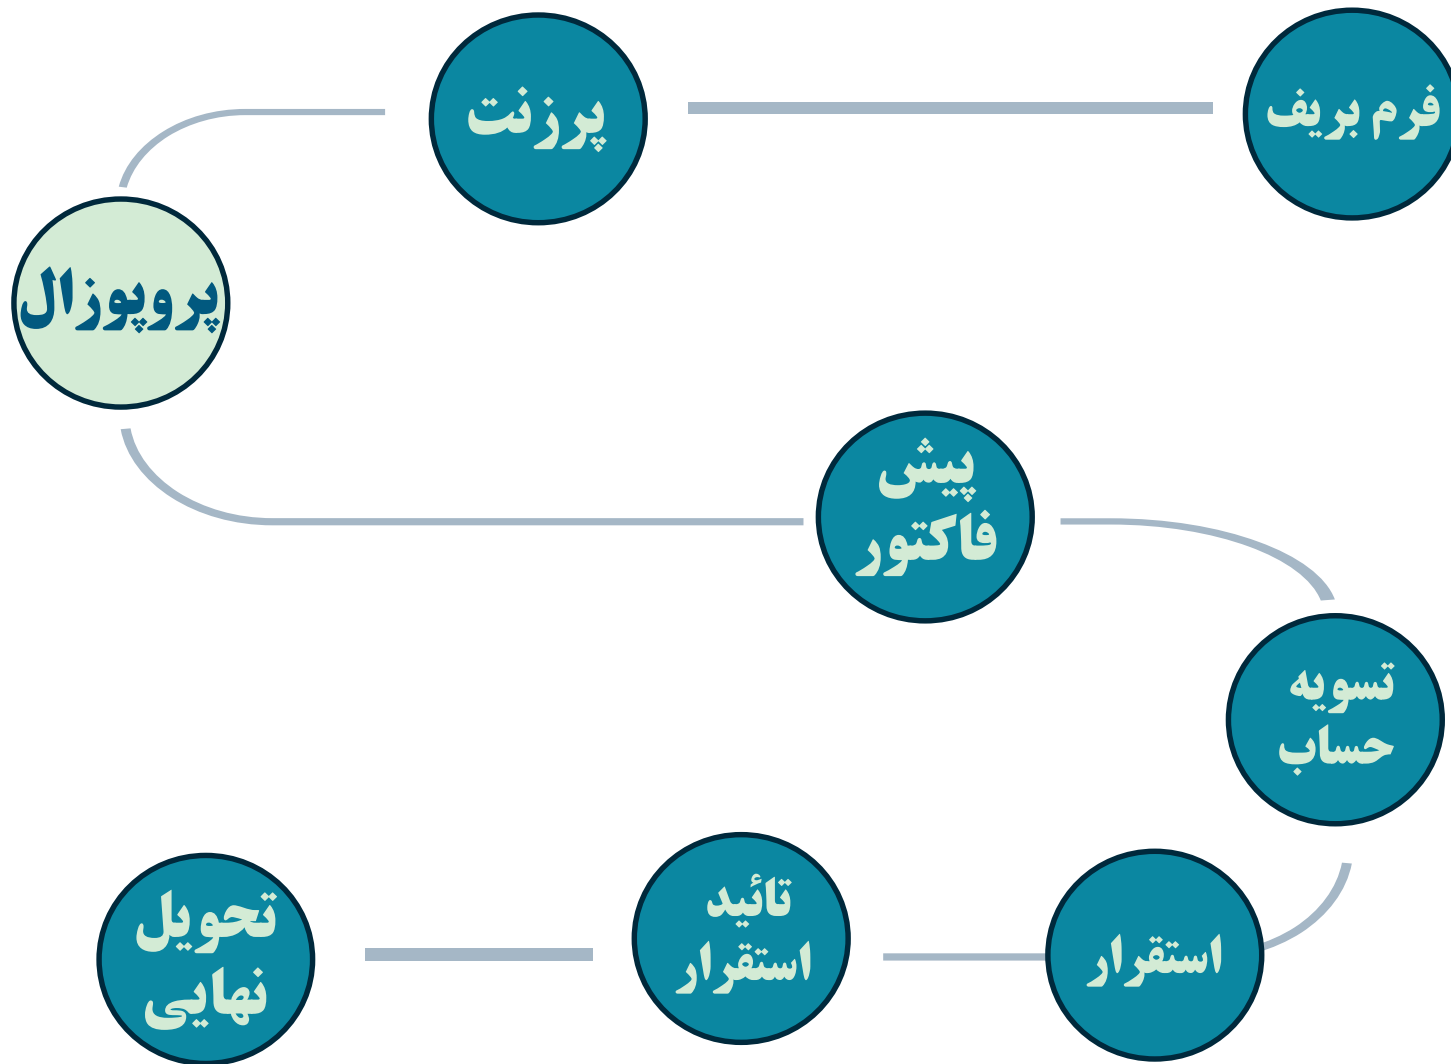 فرم بریف
پرزنت
پروپوزال
پیش
فاکتور
تسویه
حساب
استقرار
تائید
استقرار
تحویل
نهایی